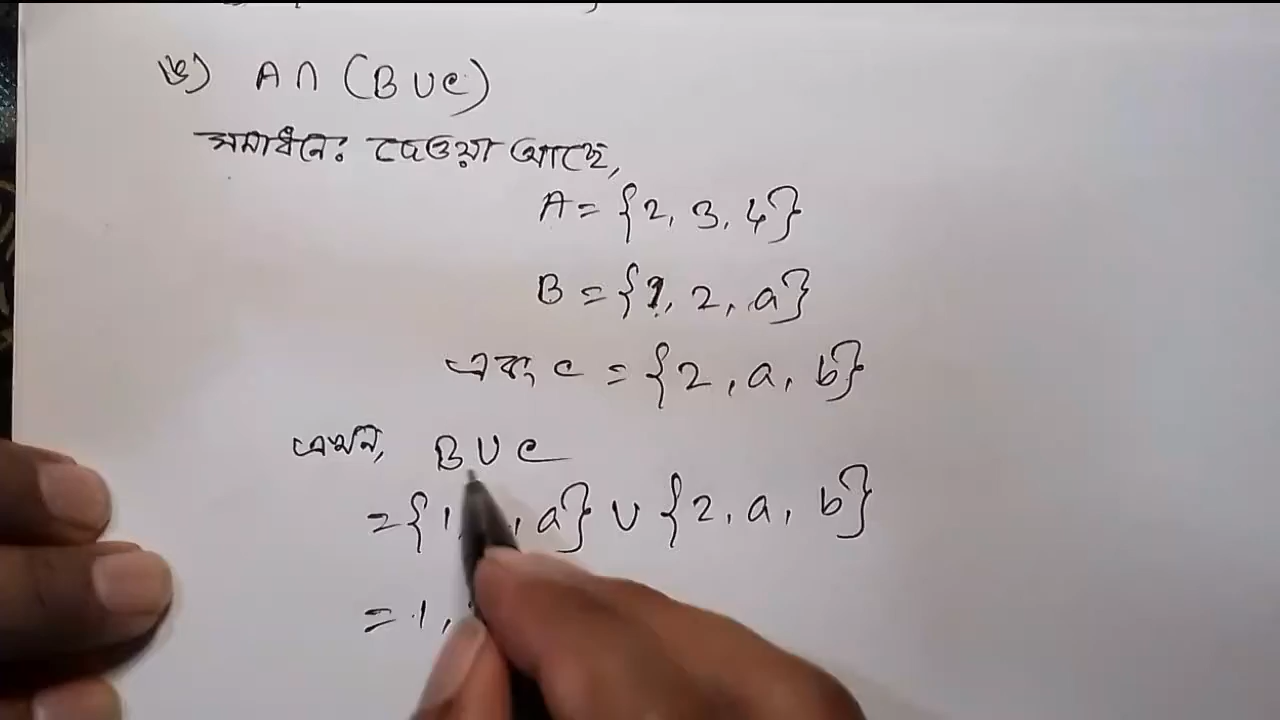 ঙ) A∩(B∪C)
সমাধান: দেওয়া আছে,
A = {2, 3, 4}
B = {1, 2, a}
এবং C = {2, a, b}
এখন, B∪C
= {1, , a} ∪ {2, a, b}
= 1,